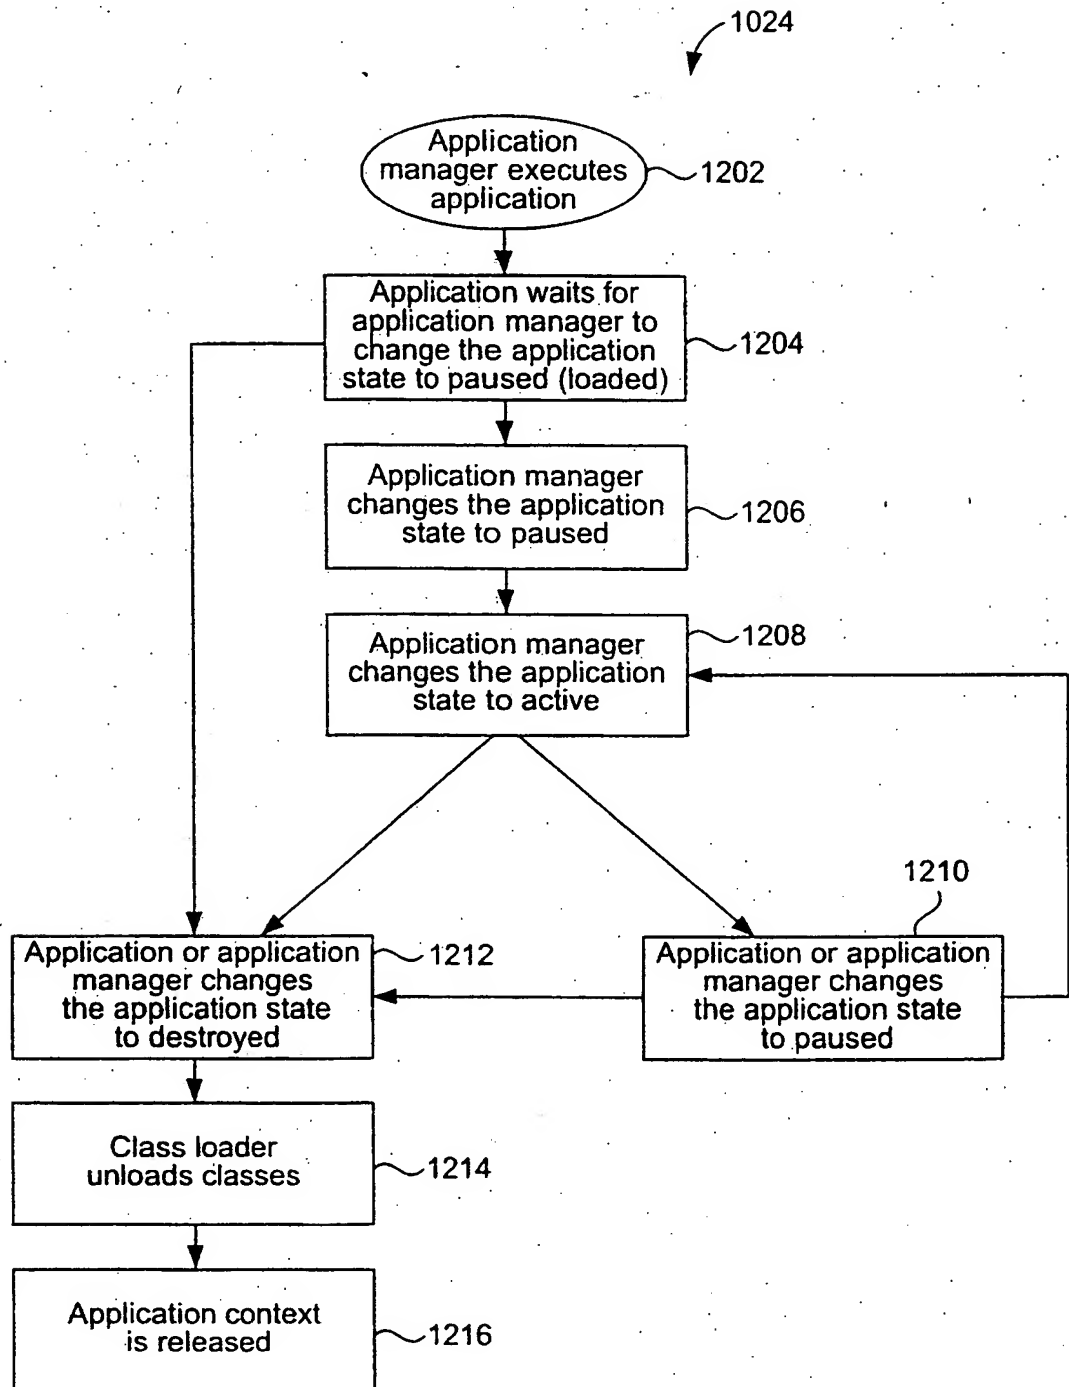 1024
Application
manager executes
application
1202
Application waits for
application manager to
change the application
state to paused (loaded)
1204
Application manager
changes the application
state to paused
1206
Application manager
changes the application
state to active
1208
1210
Application or application
manager changes
the application state
to destroyed
1212
Application or application
manager changes
the application state
to paused
Class loader
unloads classes
1214
Application context
is released
1216